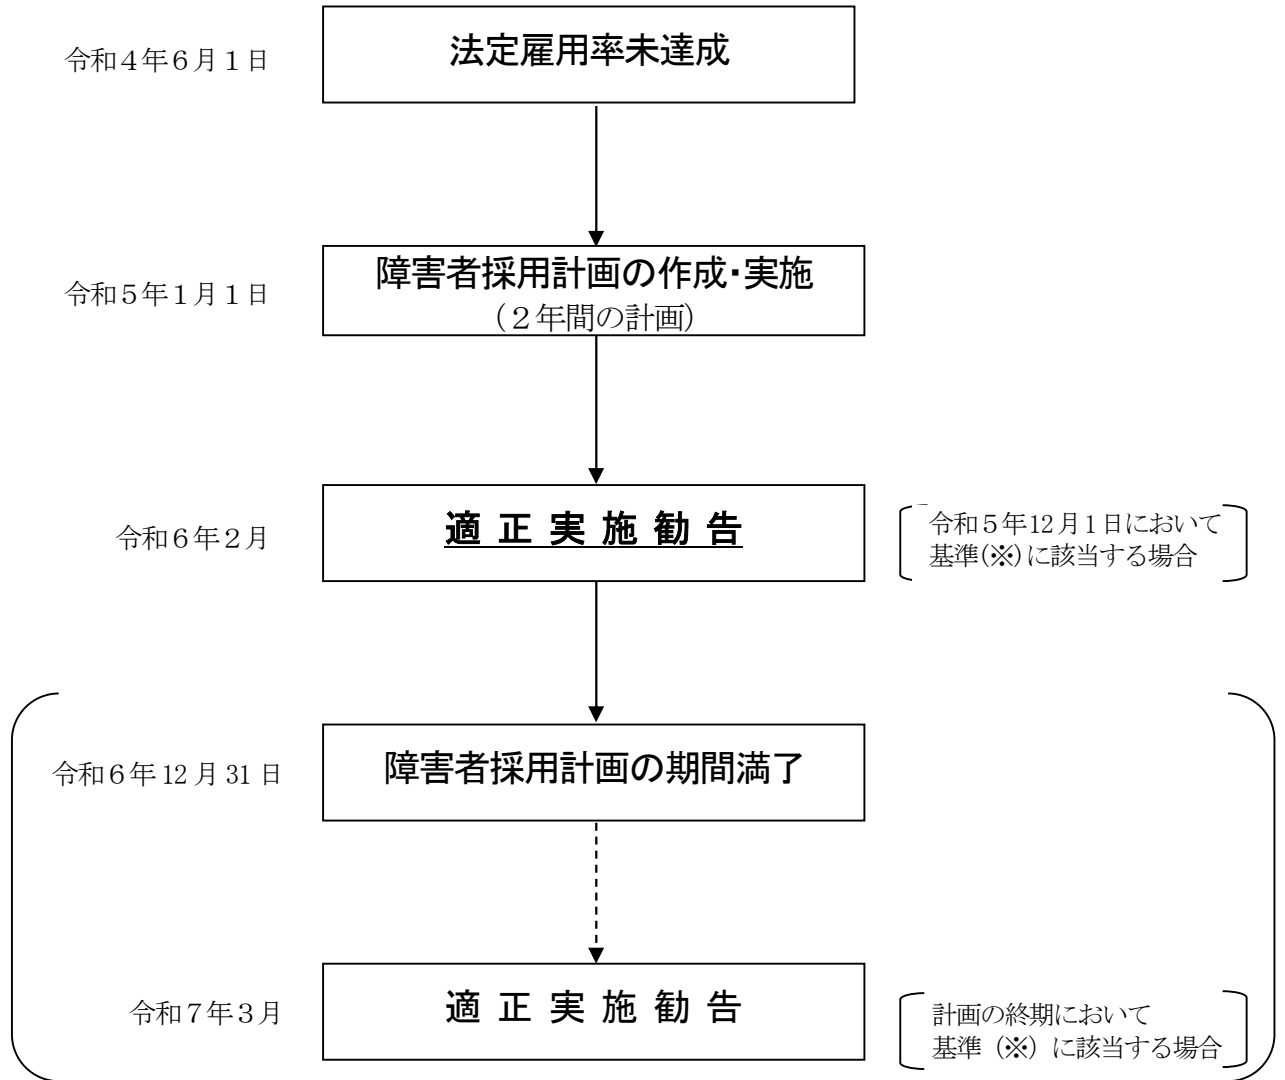 令和４年６月１日
法定雇用率未達成
令和５年１月１日
障害者採用計画の作成・実施
（２年間の計画）
令和６年２月
適 正 実 施 勧 告
令和５年12月１日において
基準(※)に該当する場合
令和６年 12 月 31 日
障害者採用計画の期間満了
令和７年３月
適 正 実 施 勧 告
計画の終期において
基準（※）に該当する場合